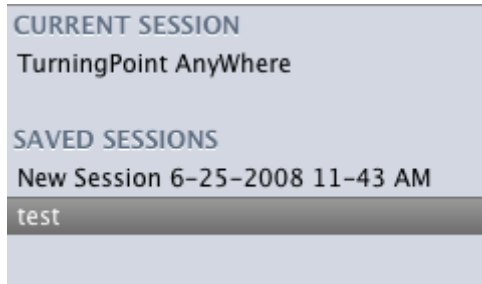 CURRENT SESSION
TurningPoint AnyWhere
SAVED SESSIONS
New Session 6-25-2008 11-43 AM
test